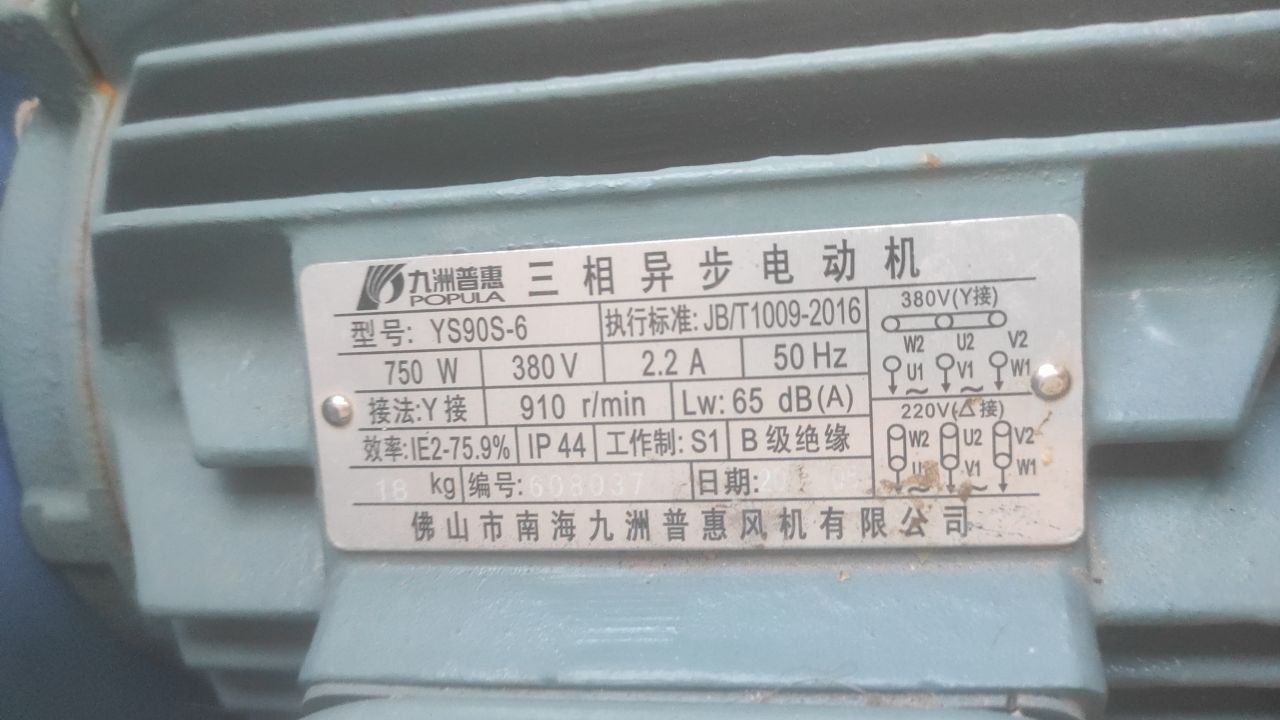 九洲普惠 POPULA 三相异步电动机
型号: YS90S-6 执行标准: JB/T1009-2016
750 W 380 V 2.2 A 50 Hz
接法:Y 接 910 r/min Lw: 65 dB(A)
效率:IE2-75.9% IP 44 工作制: S1 B 级绝缘
18 kg 编号: 608037 日期:
佛山市南海九洲普惠风机有限公司
380V(Y接)
W2 U2 V2
U1 V1 W1
~ ~
220V(△接)
W2 U2 V2
V1 W1
~ ~